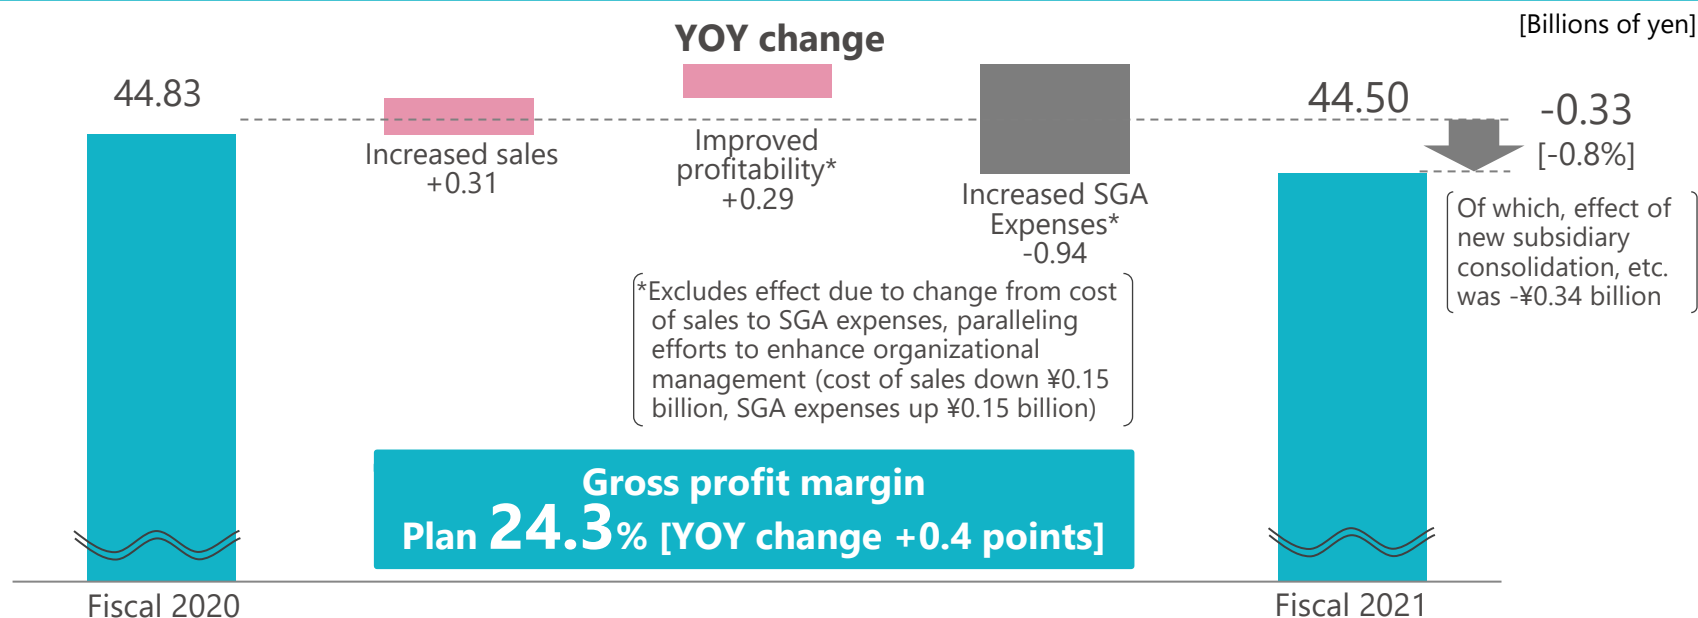 [Billions of yen]
YOY change
44.83
44.50
-0.33
[-0.8%]
Increased sales
+0.31
Improved
profitability*
+0.29
Increased SGA
Expenses*
-0.94
Of which, effect of
new subsidiary
consolidation, etc.
was -¥0.34 billion
*Excludes effect due to change from cost
of sales to SGA expenses, paralleling
efforts to enhance organizational
management (cost of sales down ¥0.15
billion, SGA expenses up ¥0.15 billion)
Gross profit margin
Plan 24.3% [YOY change +0.4 points]
Fiscal 2020
Fiscal 2021